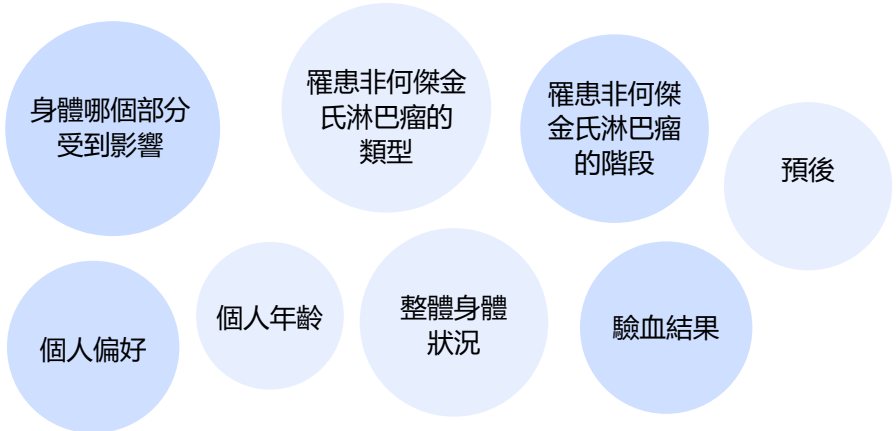 身體哪個部分
受到影響
罹患非何傑金
氏淋巴瘤的
類型
罹患非何傑
金氏淋巴瘤
的階段
預後
個人偏好
個人年齡
整體身體
狀況
驗血結果